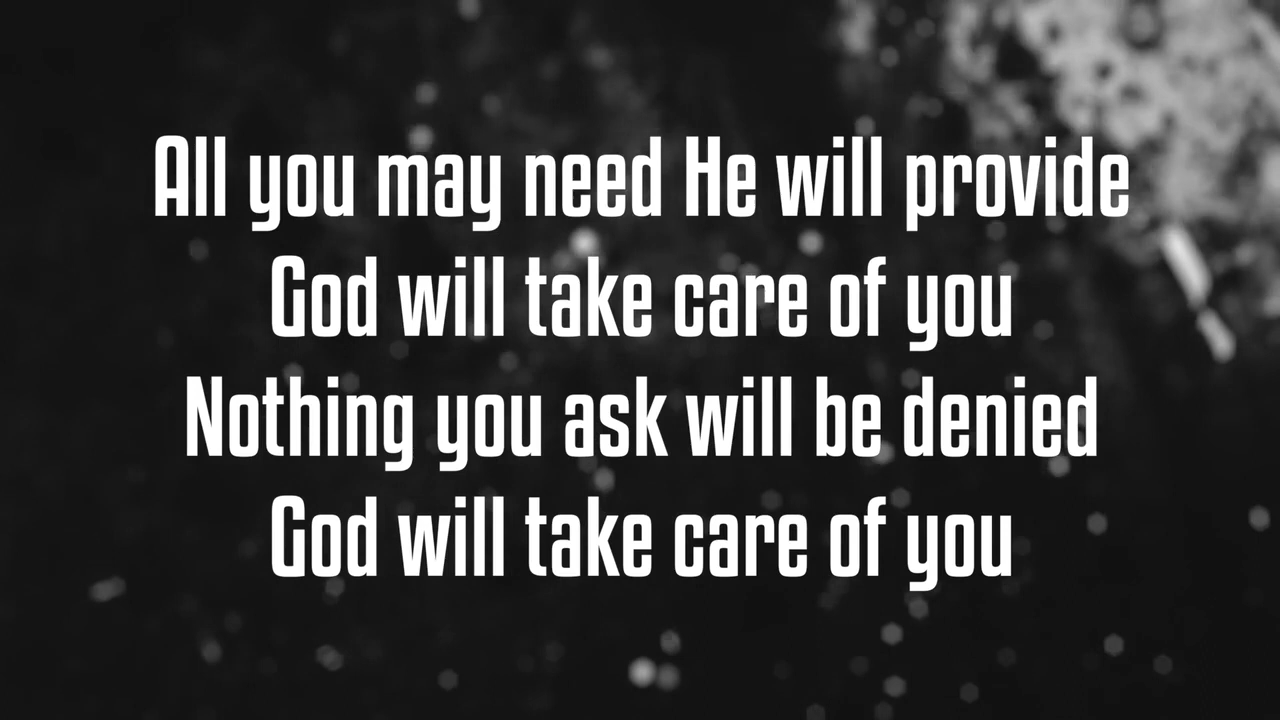 All you may need He will provide
God will take care of you
Nothing you ask will be denied
God will take care of you